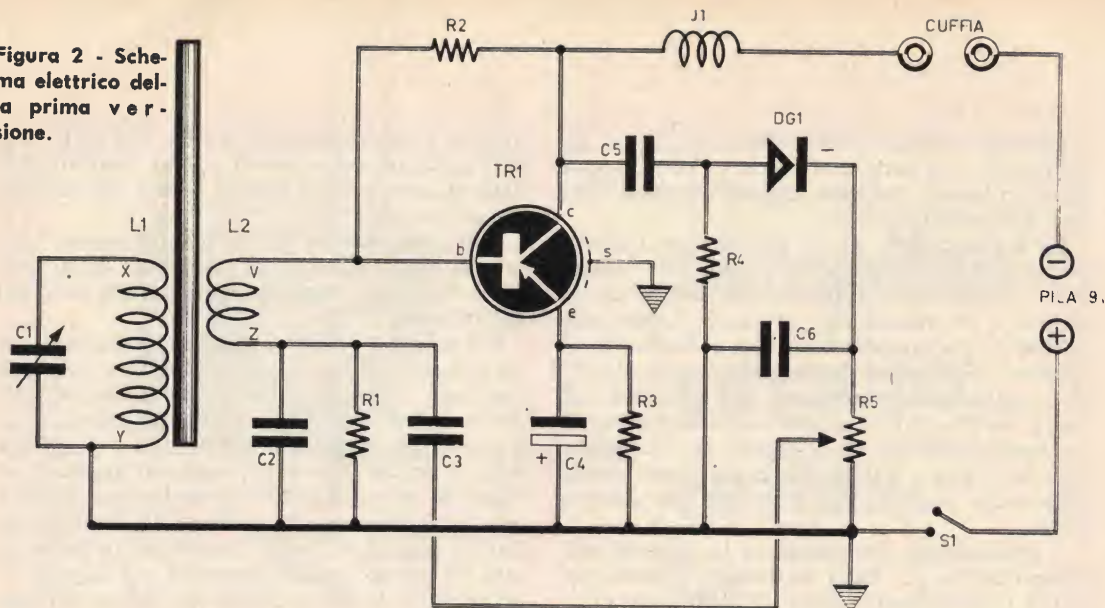 Figura 2 - Sche-
ma elettrico del-
a prima ver-
sione.
R2
J1
CUFFIA
C5
DG1
-
TR1
c
b
s
e
L1
L2
X
V
R4
C1
Z
C6
PILA 9
-
+
Y
C2
R1
C3
+
C4
R3
R5
S1